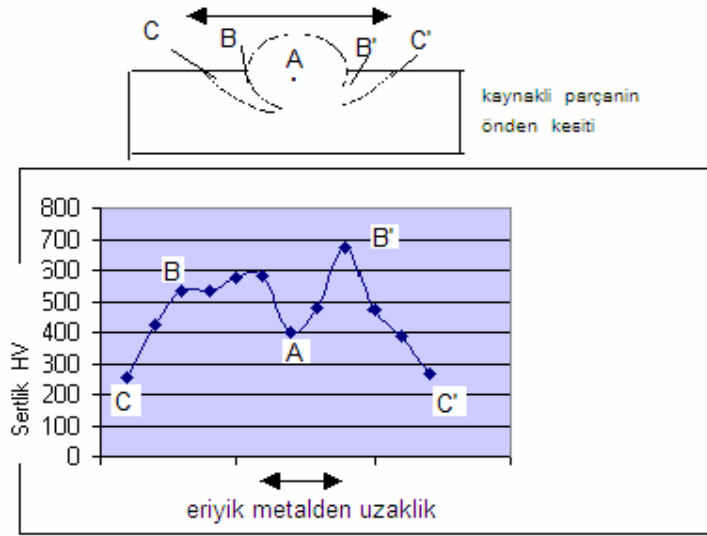 C B A B' C'
kaynakli parçanin
önden kesiti
800
700
600
500
400
300
200
100
0
Sertlik HV
B
B'
A
C
C'
eriyik metalden uzaklik